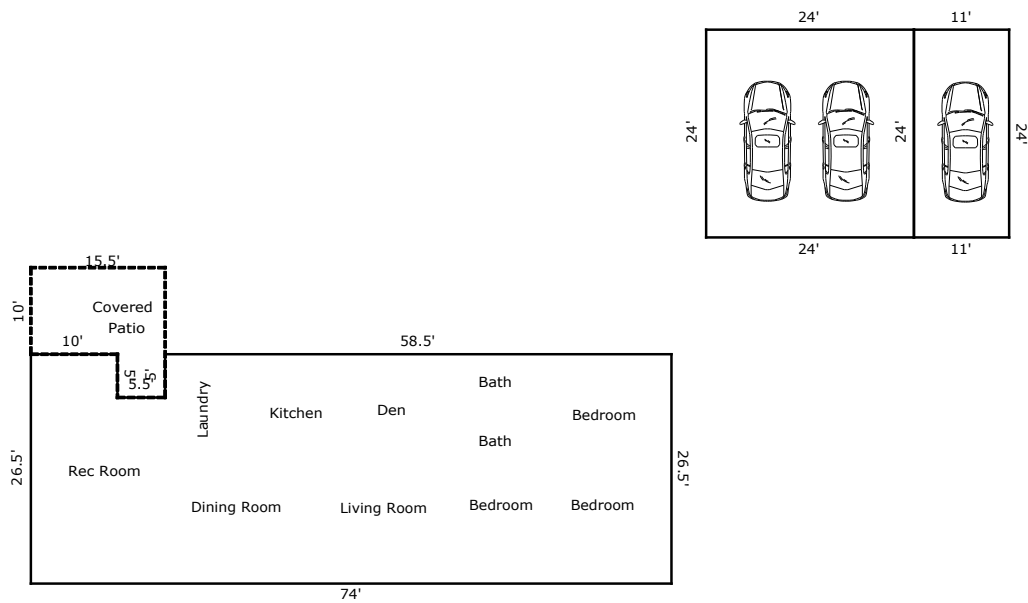 24' 11'
24' 24' 24'
24' 11'
15.5'
10'
Covered
Patio
10' 58.5'
5' 5'
5.5'
Laundry
Kitchen
Den
Bath
Bedroom
Bath
26.5' 26.5'
Rec Room
Dining Room
Living Room
Bedroom
Bedroom
74'